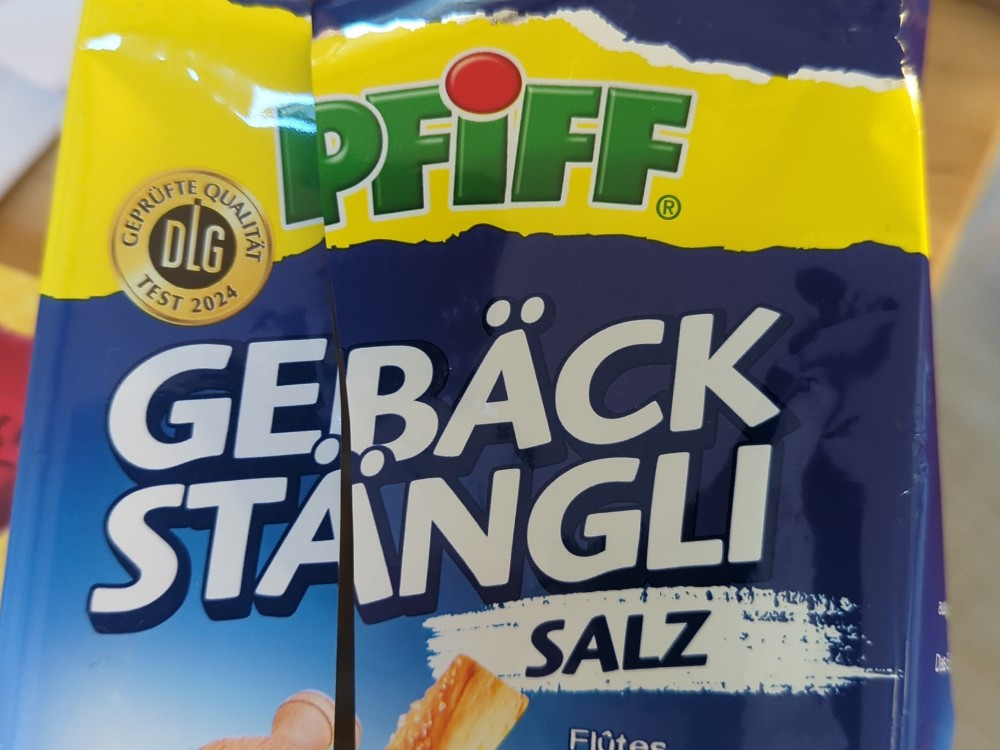 PFiFF®
GEPRÜFTE QUALITÄT
DLG
TEST 2024
GEBÄCK
STÄNGLI
SALZ
Flûtes